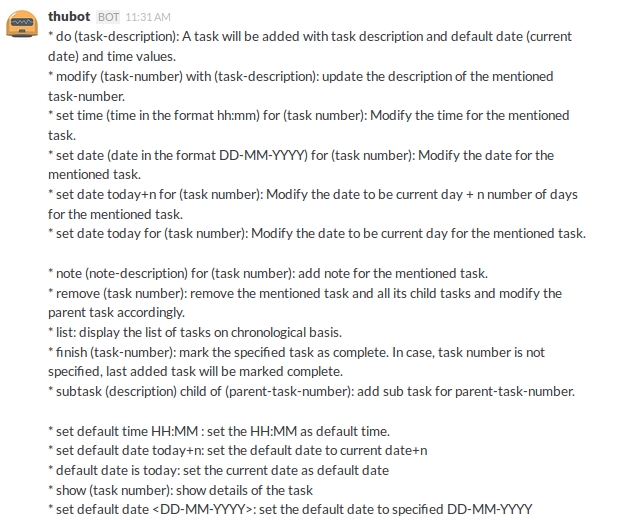 thubot BOT 11:31 AM
* do (task-description): A task will be added with task description and default date (current
date) and time values.
* modify (task-number) with (task-description): update the description of the mentioned
task-number.
* set time (time in the format hh:mm) for (task number): Modify the time for the mentioned
task.
* set date (date in the format DD-MM-YYYY) for (task number): Modify the date for the
mentioned task.
* set date today+n for (task number): Modify the date to be current day + n number of days
for the mentioned task.
* set date today for (task number): Modify the date to be current day for the mentioned task.
* note (note-description) for (task number): add note for the mentioned task.
* remove (task number): remove the mentioned task and all its child tasks and modify the
parent task accordingly.
* list: display the list of tasks on chronological basis.
* finish (task-number): mark the specified task as complete. In case, task number is not
specified, last added task will be marked complete.
* subtask (description) child of (parent-task-number): add sub task for parent-task-number.
* set default time HH:MM : set the HH:MM as default time.
* set default date today+n: set the default date to current date+n
* default date is today: set the current date as default date
* show (task number): show details of the task
* set default date <DD-MM-YYYY>: set the default date to specified DD-MM-YYYY